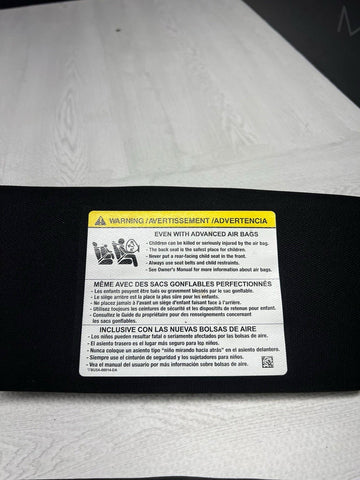 WARNING/AVERTISSEMENT/ADVERTENCIA
EVEN WITH ADVANCED AIR BAGS
- Children can be killed or seriously injured by the air bag.
- The back seat is the safest place for children.
- Never put a rear-facing child seat in the front.
- Always use seat belts and child restraints.
- See Owner's Manual for more information about air bags.
MÊME AVEC DES SACS GONFLABLES PERFECTIONNÉS
- Les enfants peuvent être tués ou gravement blessés par le sac gonflable.
- Le siège arrière est la place la plus sûre pour les enfants.
- Ne placez jamais à l'avant un siège d'enfant faisant face à l'arrière.
- Utilisez toujours les ceintures de sécurité et les dispositifs de retenue pour enfant.
- Consultez le Guide du propriétaire pour des renseignements concernant
les sacs gonflables.
INCLUSIVE CON LAS NUEVAS BOLSAS DE AIRE
- Los niños pueden resultar fatal o seriamente afectados por las bolsas de aire.
- El asiento trasero es el lugar más seguro para los niños.
- Nunca coloque un asiento tipo "niño mirando hacia atrás" en el asiento delantero.
- Siempre use el cinturón de seguridad y los sujetadores para niños.
- Vea el manual del usuario por más información sobre bolsas de aire.